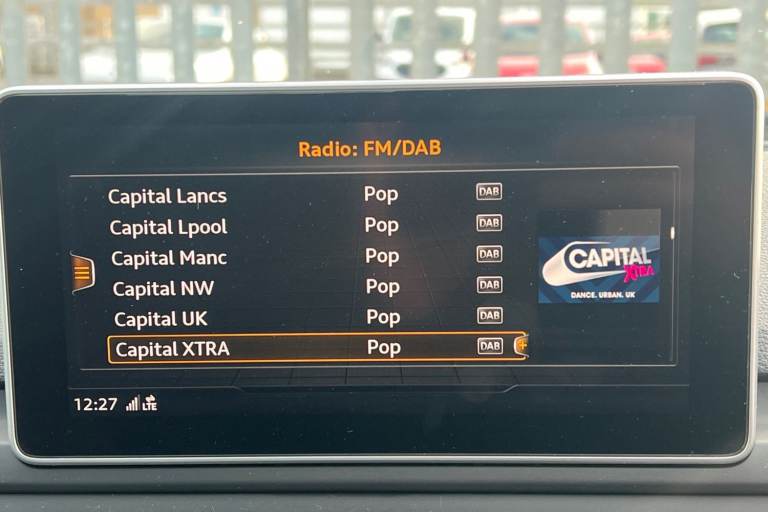 Radio: FM/DAB
Capital Lancs Pop DAB
Capital Lpool Pop DAB
Capital Manc Pop DAB
Capital NW Pop DAB
Capital UK Pop DAB
Capital XTRA Pop DAB
CAPITAL
XTRA
DANCE. URBAN. UK
12:27 LTE